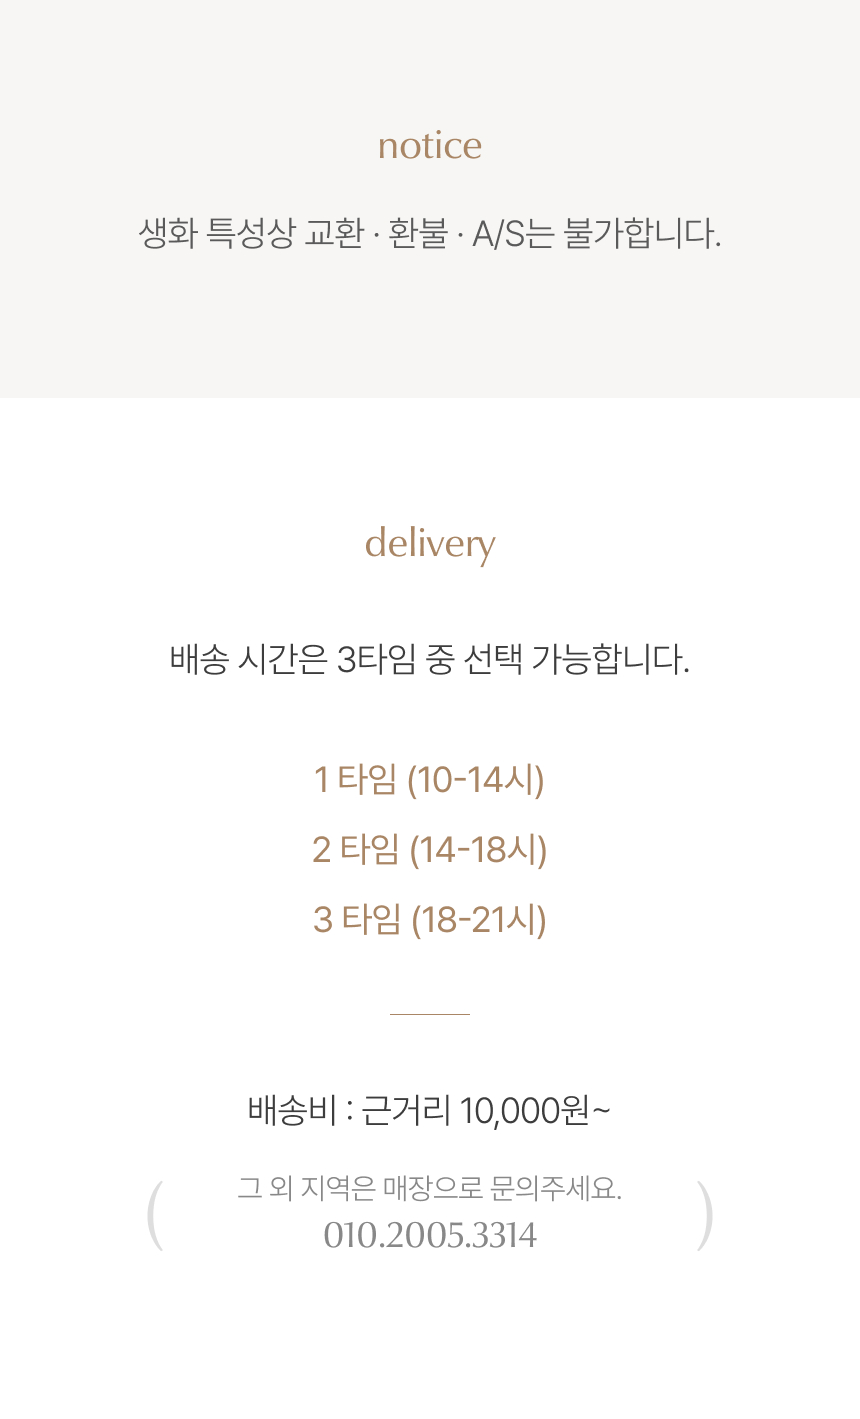 notice
생화 특성상 교환 · 환불 · A/S는 불가합니다.
delivery
배송 시간은 3타임 중 선택 가능합니다.
1 타임 (10-14시)
2 타임 (14-18시)
3 타임 (18-21시)
배송비 : 근거리 10,000원~
( 그 외 지역은 매장으로 문의주세요.
010.2005.3314 )